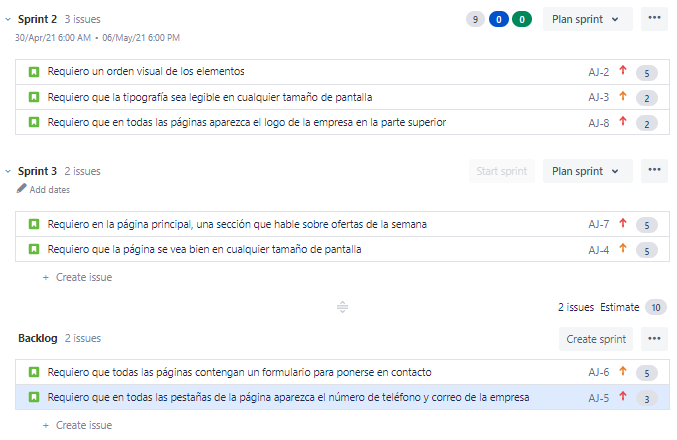 Sprint 2 3 issues 9 0 0 Plan sprint ...
30/Apr/21 6:00 AM • 06/May/21 6:00 PM
Requiero un orden visual de los elementos AJ-2 5
Requiero que la tipografía sea legible en cualquier tamaño de pantalla AJ-3 2
Requiero que en todas las páginas aparezca el logo de la empresa en la parte superior AJ-8 2
Sprint 3 2 issues Start sprint Plan sprint ...
Add dates
Requiero en la página principal, una sección que hable sobre ofertas de la semana AJ-7 5
Requiero que la página se vea bien en cualquier tamaño de pantalla AJ-4 5
+ Create issue
2 issues Estimate 10
Backlog 2 issues Create sprint ...
Requiero que todas las páginas contengan un formulario para ponerse en contacto AJ-6 5
Requiero que en todas las pestañas de la página aparezca el número de teléfono y correo de la empresa AJ-5 3
+ Create issue